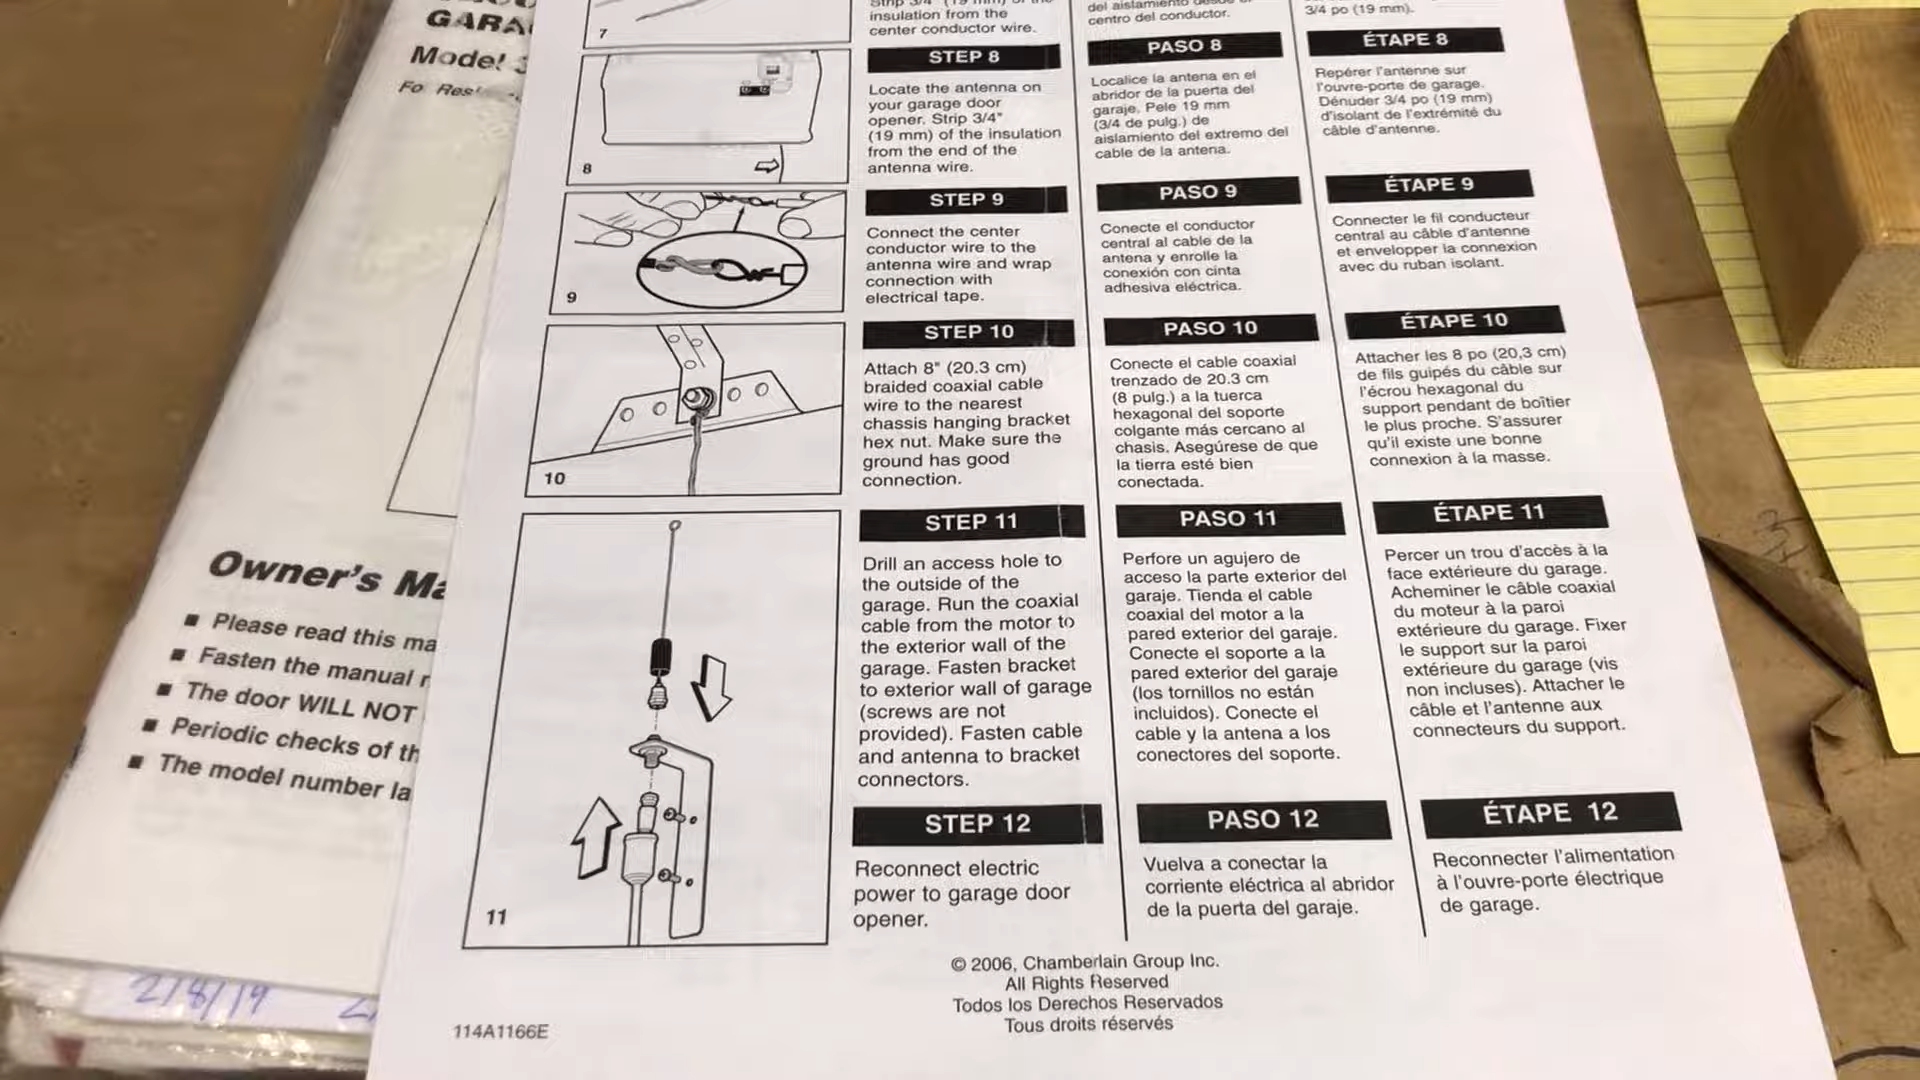 GARA
Model
Fo
Owner's Ma
▪ Please read this ma
▪ Fasten the manual
▪ The door WILL NOT
▪ Periodic checks of th
▪ The model number la
2/8/19
7
insulation from the
center conductor wire.
8
STEP 8
Locate the antenna on
your garage door
opener. Strip 3/4"
(19 mm) of the insulation
from the end of the
antenna wire.
9
STEP 9
Connect the center
conductor wire to the
antenna wire and wrap
connection with
electrical tape.
10
STEP 10
Attach 8" (20.3 cm)
braided coaxial cable
wire to the nearest
chassis hanging bracket
hex nut. Make sure the
ground has good
connection.
11
STEP 11
Drill an access hole to
the outside of the
garage. Run the coaxial
cable from the motor to
the exterior wall of the
garage. Fasten bracket
to exterior wall of garage
(screws are not
provided). Fasten cable
and antenna to bracket
connectors.
STEP 12
Reconnect electric
power to garage door
opener.
del aislamiento desde el
centro del conductor.
PASO 8
Localice la antena en el
abridor de la puerta del
garaje. Pele 19 mm
(3/4 de pulg.) de
aislamiento del extremo del
cable de la antena.
PASO 9
Conecte el conductor
central al cable de la
antena y enrolle la
conexión con cinta
adhesiva eléctrica.
PASO 10
Conecte el cable coaxial
trenzado de 20.3 cm
(8 pulg.) a la tuerca
hexagonal del soporte
colgante más cercano al
chasis. Asegúrese de que
la tierra esté bien
conectada.
PASO 11
Perfore un agujero de
acceso la parte exterior del
garaje. Tienda el cable
coaxial del motor a la
pared exterior del garaje.
Conecte el soporte a la
pared exterior del garaje
(los tornillos no están
incluidos). Conecte el
cable y la antena a los
conectores del soporte.
PASO 12
Vuelva a conectar la
corriente eléctrica al abridor
de la puerta del garaje.
3/4 po (19 mm).
ÉTAPE 8
Repérer l'antenne sur
l'ouvre-porte de garage.
Dénuder 3/4 po (19 mm)
d'isolant de l'extrémité du
câble d'antenne.
ÉTAPE 9
Connecter le fil conducteur
central au câble d'antenne
et envelopper la connexion
avec du ruban isolant.
ÉTAPE 10
Attacher les 8 po (20,3 cm)
de fils guipés du câble sur
l'écrou hexagonal du
support pendant de boîtier
le plus proche. S'assurer
qu'il existe une bonne
connexion à la masse.
ÉTAPE 11
Percer un trou d'accès à la
face extérieure du garage.
Acheminer le câble coaxial
du moteur à la paroi
extérieure du garage. Fixer
le support sur la paroi
extérieure du garage (vis
non incluses). Attacher le
câble et l'antenne aux
connecteurs du support.
ÉTAPE 12
Reconnecter l'alimentation
à l'ouvre-porte électrique
de garage.
© 2006, Chamberlain Group Inc.
All Rights Reserved
Todos los Derechos Reservados
Tous droits réservés
114A1166E